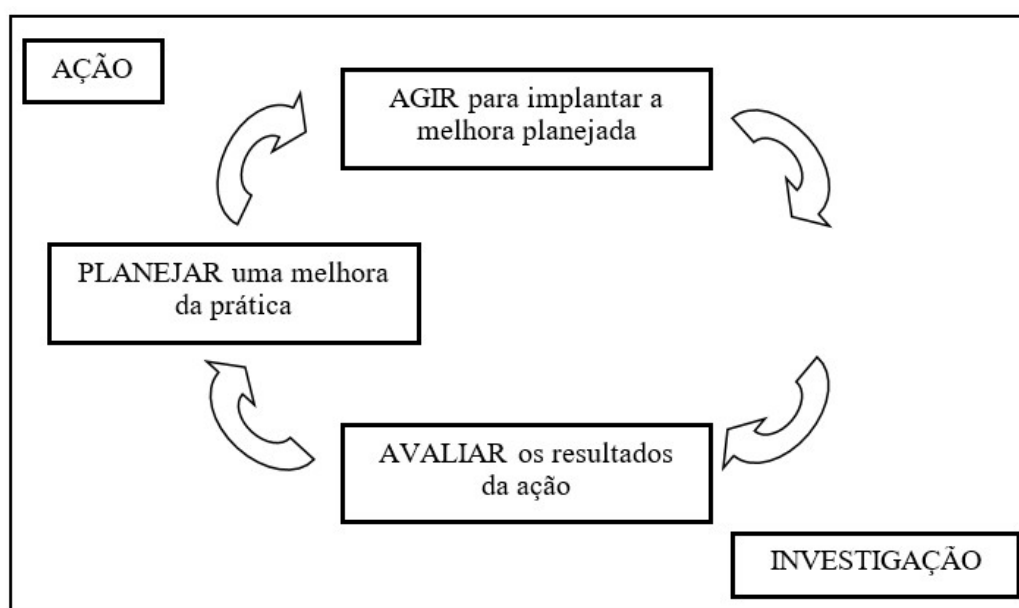 AÇÃO
AGIR para implantar a
melhora planejada
PLANEJAR uma melhora
da prática
AVALIAR os resultados
da ação
INVESTIGAÇÃO